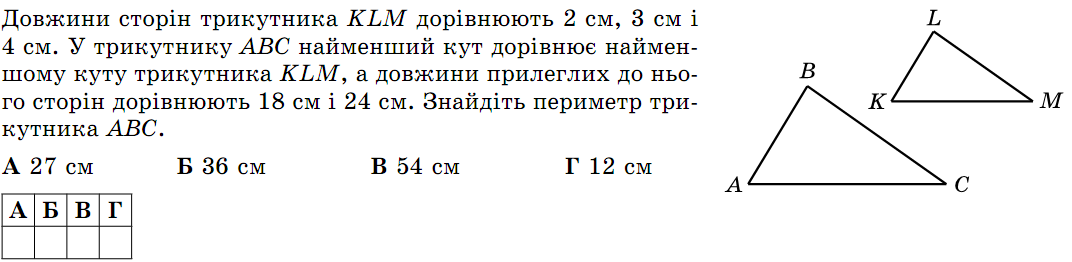 Довжини сторін трикутника KLM дорівнюють 2 см, 3 см і
4 см. У трикутнику ABC найменший кут дорівнює наймен-
шому куту трикутника KLM, а довжини прилеглих до ньо-
го сторін дорівнюють 18 см і 24 см. Знайдіть периметр три-
кутника ABC.
А 27 см Б 36 см В 54 см Г 12 см
А Б В Г
L
K M
B
A C